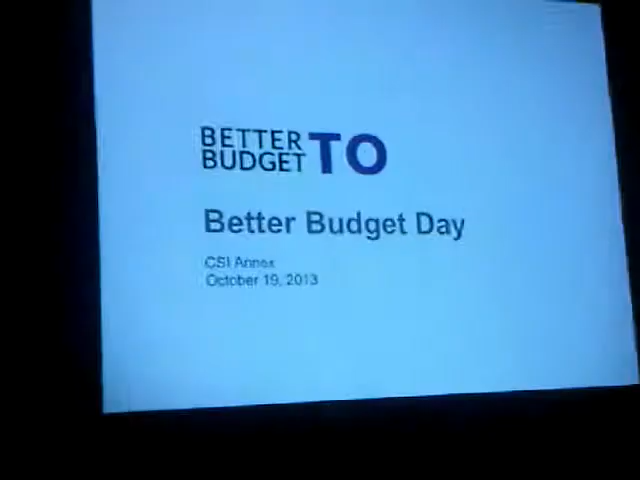 BETTER
BUDGET TO
Better Budget Day
CSI Annex
October 19, 2013